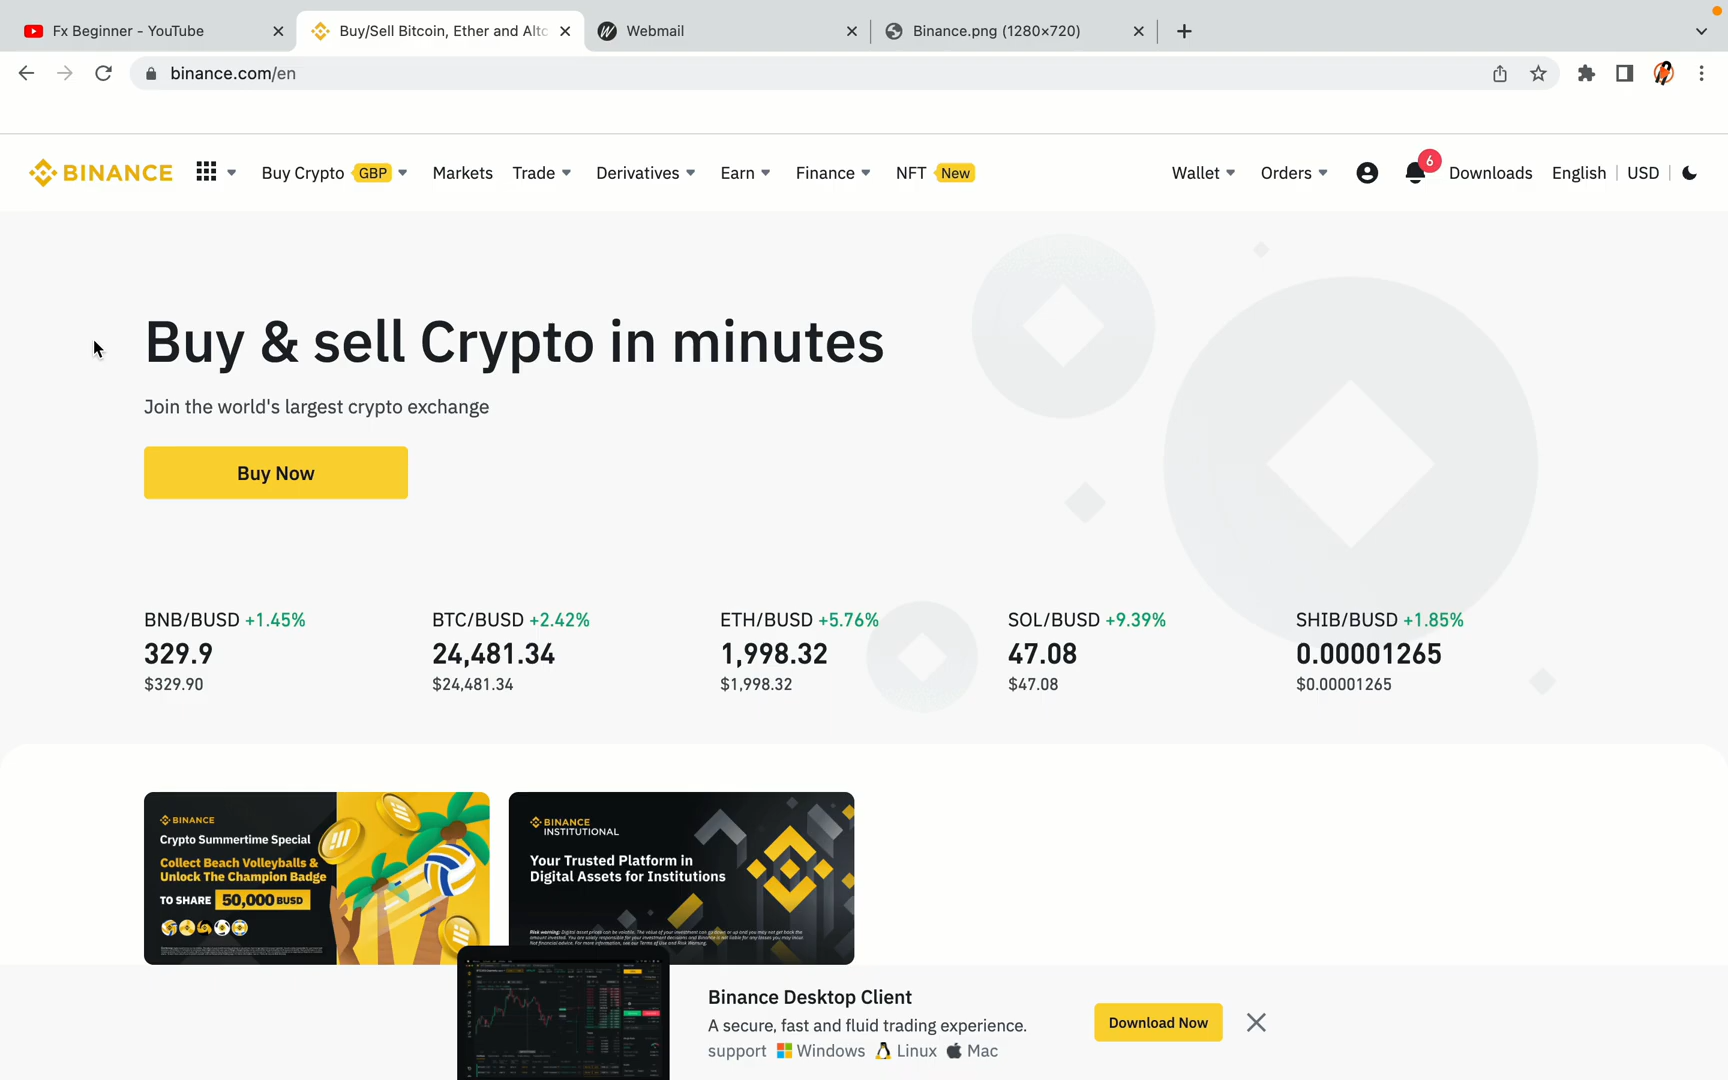 Fx Beginner - YouTube
Buy/Sell Bitcoin, Ether and Altc
Webmail
Binance.png (1280×720)
binance.com/en
BINANCE
Buy Crypto GBP
Markets
Trade
Derivatives
Earn
Finance
NFT New
Wallet
Orders
6
Downloads
English
USD
Buy & sell Crypto in minutes
Join the world's largest crypto exchange
Buy Now
BNB/BUSD +1.45%
329.9
$329.90
BTC/BUSD +2.42%
24,481.34
$24,481.34
ETH/BUSD +5.76%
1,998.32
$1,998.32
SOL/BUSD +9.39%
47.08
$47.08
SHIB/BUSD +1.85%
0.00001265
$0.00001265
BINANCE
Crypto Summertime Special
Collect Beach Volleyballs &
Unlock The Champion Badge
TO SHARE 50,000 BUSD
BINANCE
INSTITUTIONAL
Your Trusted Platform in
Digital Assets for Institutions
Binance Desktop Client
A secure, fast and fluid trading experience.
support Windows Linux Mac
Download Now